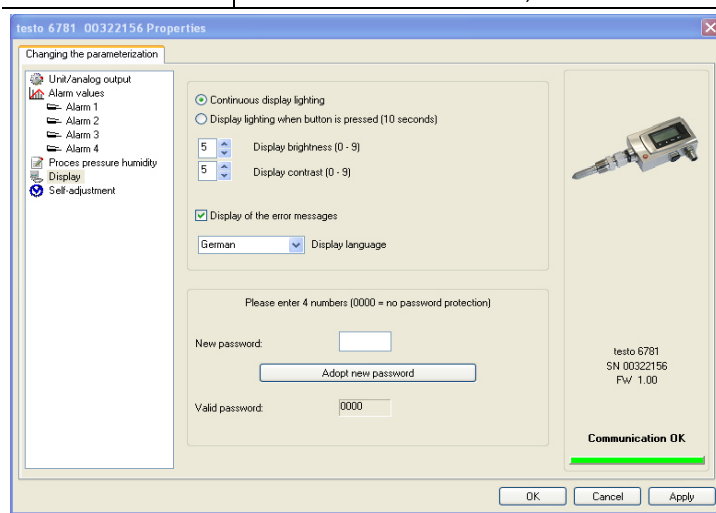 testo 6781 00322156 Properties
Changing the parameterization
Unit/analog output
Alarm values
Alarm 1
Alarm 2
Alarm 3
Alarm 4
Proces pressure humidity
Display
Self-adjustment
Continuous display lighting
Display lighting when button is pressed (10 seconds)
5 Display brightness (0 - 9)
5 Display contrast (0 - 9)
Display of the error messages
German Display language
Please enter 4 numbers (0000 = no password protection)
New password:
Adopt new password
Valid password: 0000
testo 6781
SN 00322156
FW 1.00
Communication OK
OK Cancel Apply